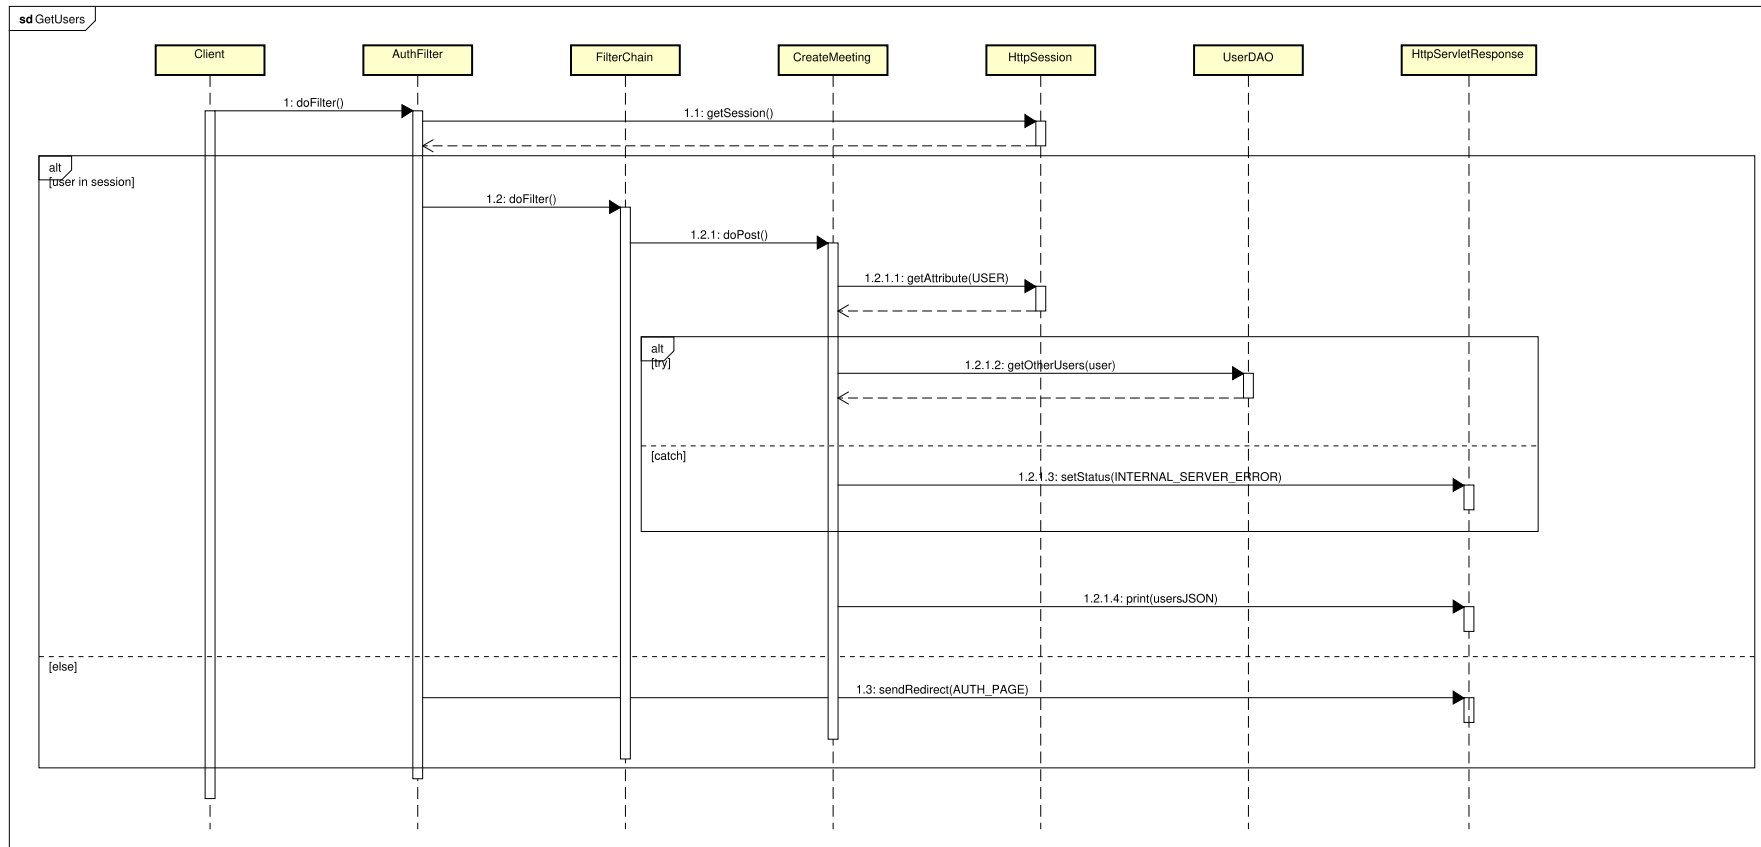 sd GetUsers
Client
AuthFilter
FilterChain
CreateMeeting
HttpSession
UserDAO
HttpServletResponse
1: doFilter()
1.1: getSession()
alt
[user in session]
1.2: doFilter()
1.2.1: doPost()
1.2.1.1: getAttribute(USER)
alt
[try]
1.2.1.2: getOtherUsers(user)
[catch]
1.2.1.3: setStatus(INTERNAL_SERVER_ERROR)
1.2.1.4: print(usersJSON)
[else]
1.3: sendRedirect(AUTH_PAGE)